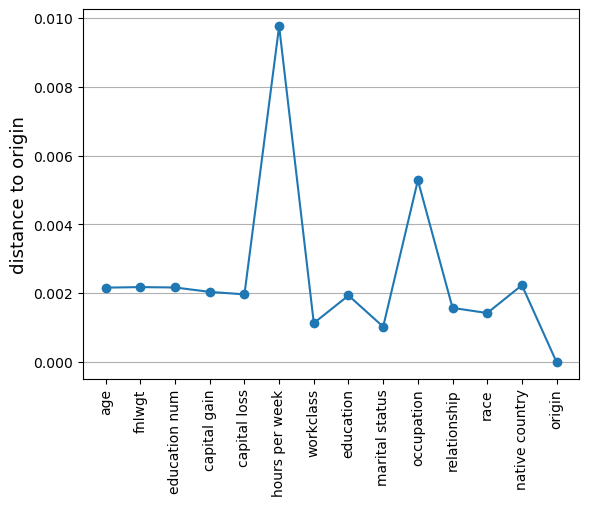 distance to origin
0.010
0.008
0.006
0.004
0.002
0.000
age
fnlwgt
education num
capital gain
capital loss
hours per week
workclass
education
marital status
occupation
relationship
race
native country
origin